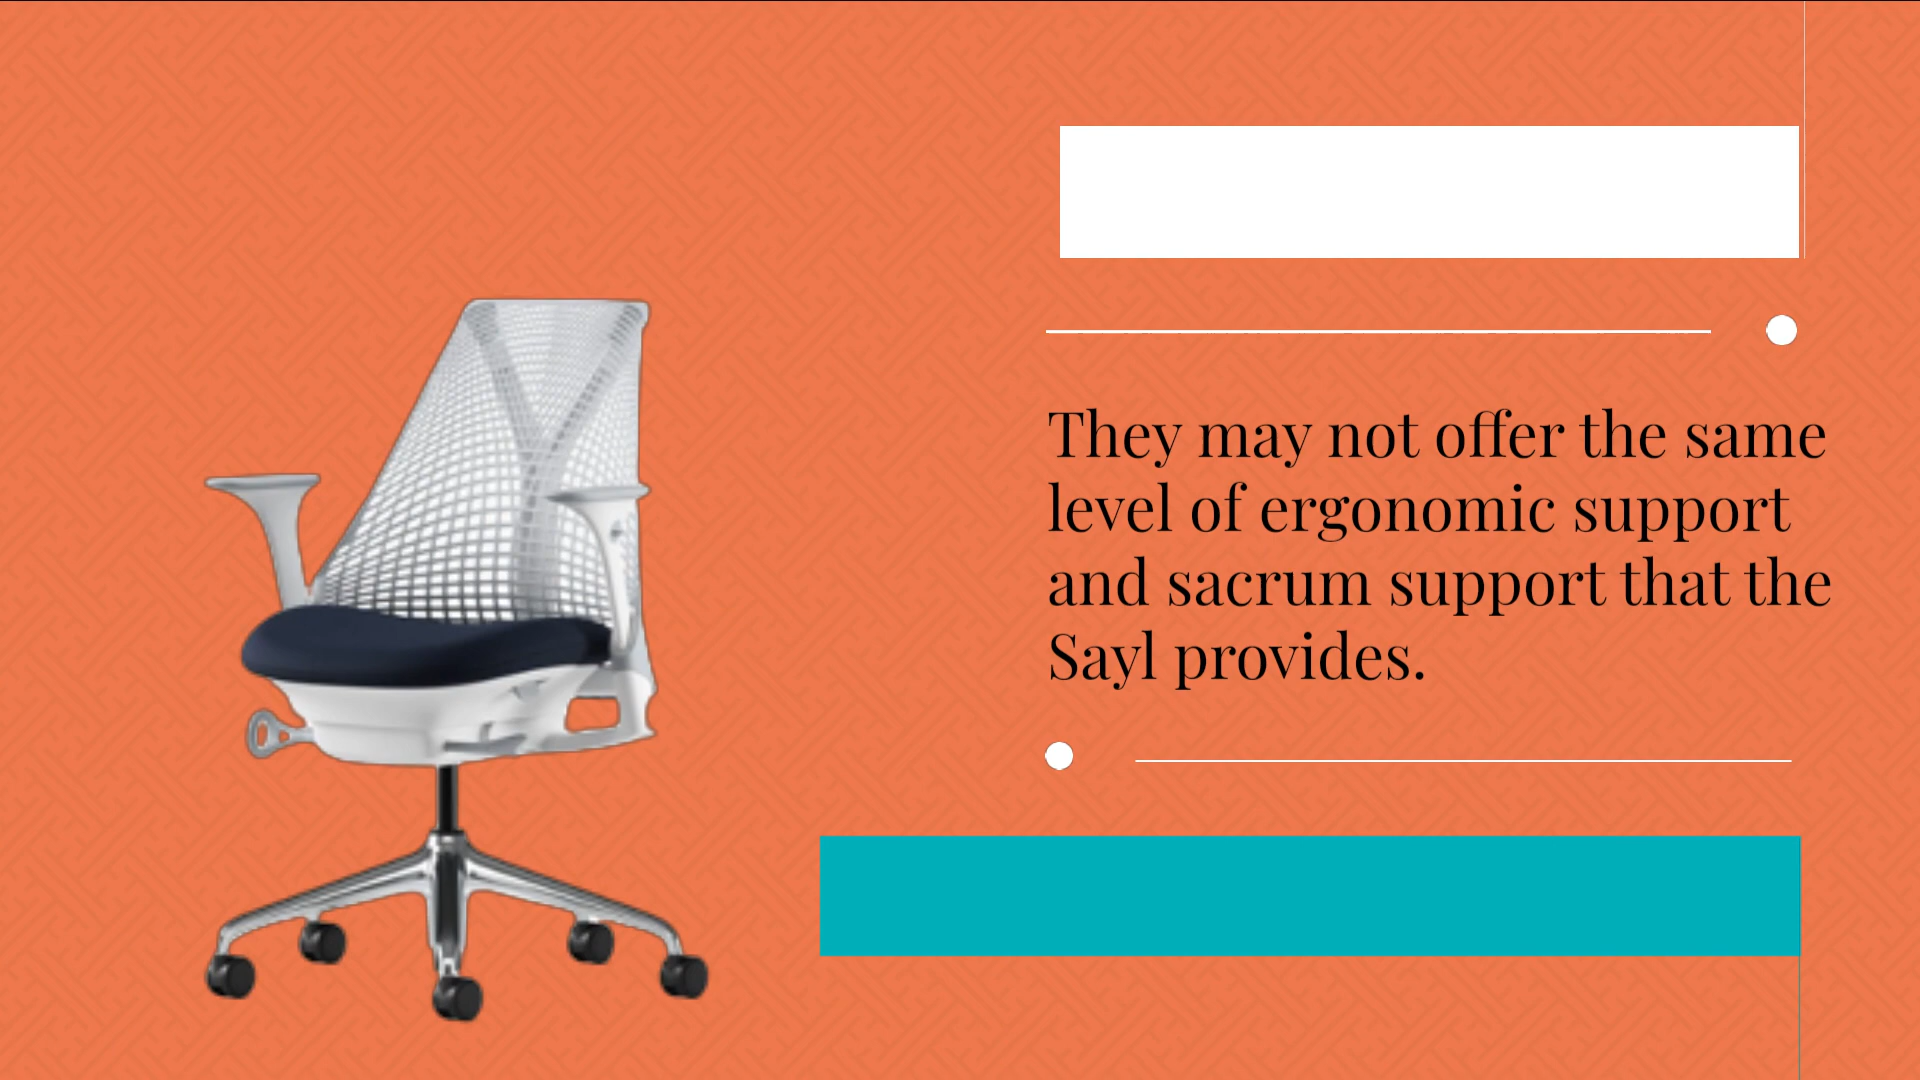 They may not offer the same
level of ergonomic support
and sacrum support that the
Sayl provides.